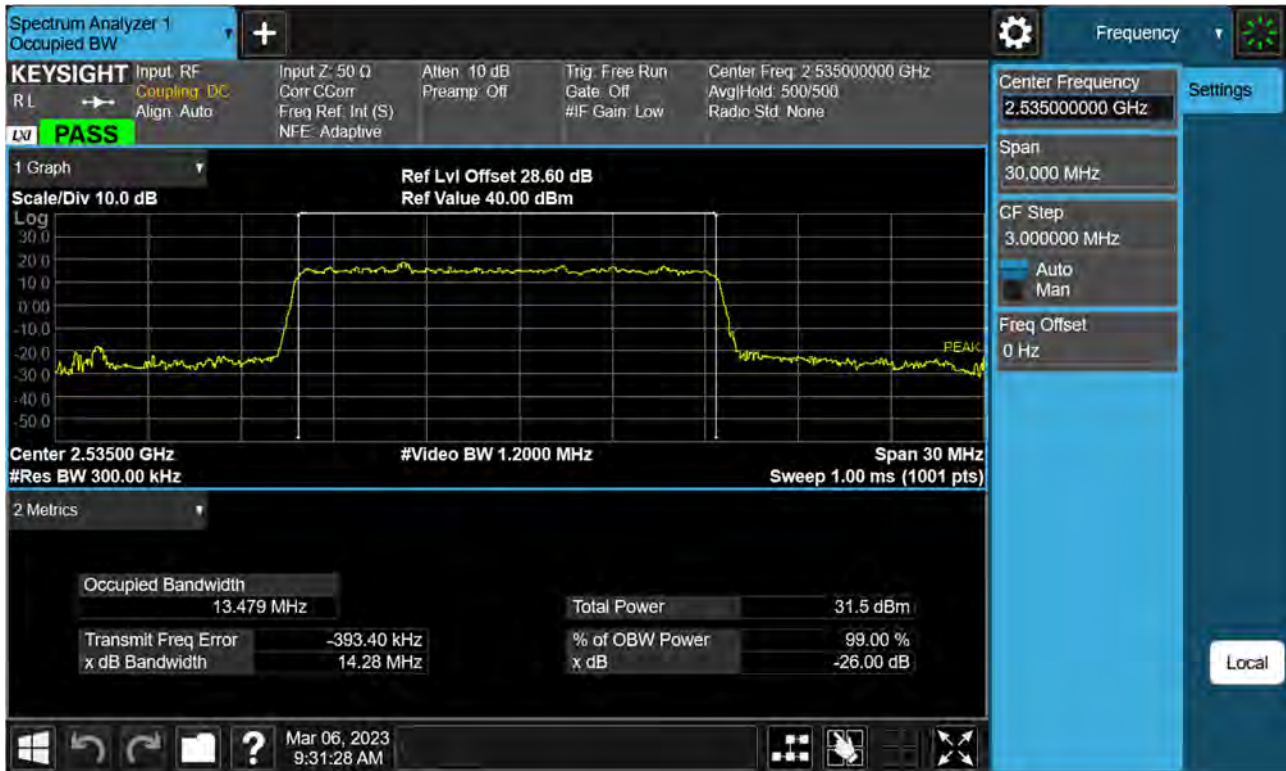 Spectrum Analyzer 1
Occupied BW
Frequency
KEYSIGHT
R L
LXI
PASS
Input: RF
Coupling: DC
Align: Auto
Input Z: 50 Ω
Corr CCorr
Freq Ref: Int (S)
NFE: Adaptive
Atten: 10 dB
Preamp: Off
Trig: Free Run
Gate: Off
#IF Gain: Low
Center Freq: 2.535000000 GHz
Avg|Hold: 500/500
Radio Std: None
Center Frequency
2.535000000 GHz
Settings
Span
30.000 MHz
CF Step
3.000000 MHz
Auto
Man
Freq Offset
0 Hz
Local
1 Graph
Scale/Div 10.0 dB
Ref Lvl Offset 28.60 dB
Ref Value 40.00 dBm
Log
30.0
20.0
10.0
0.00
-10.0
-20.0
-30.0
-40.0
-50.0
PEAK
Center 2.53500 GHz
#Video BW 1.2000 MHz
Span 30 MHz
#Res BW 300.00 kHz
Sweep 1.00 ms (1001 pts)
2 Metrics
Occupied Bandwidth
13.479 MHz
Total Power 31.5 dBm
Transmit Freq Error -393.40 kHz
% of OBW Power 99.00 %
x dB Bandwidth 14.28 MHz
x dB -26.00 dB
?
Mar 06, 2023
9:31:28 AM